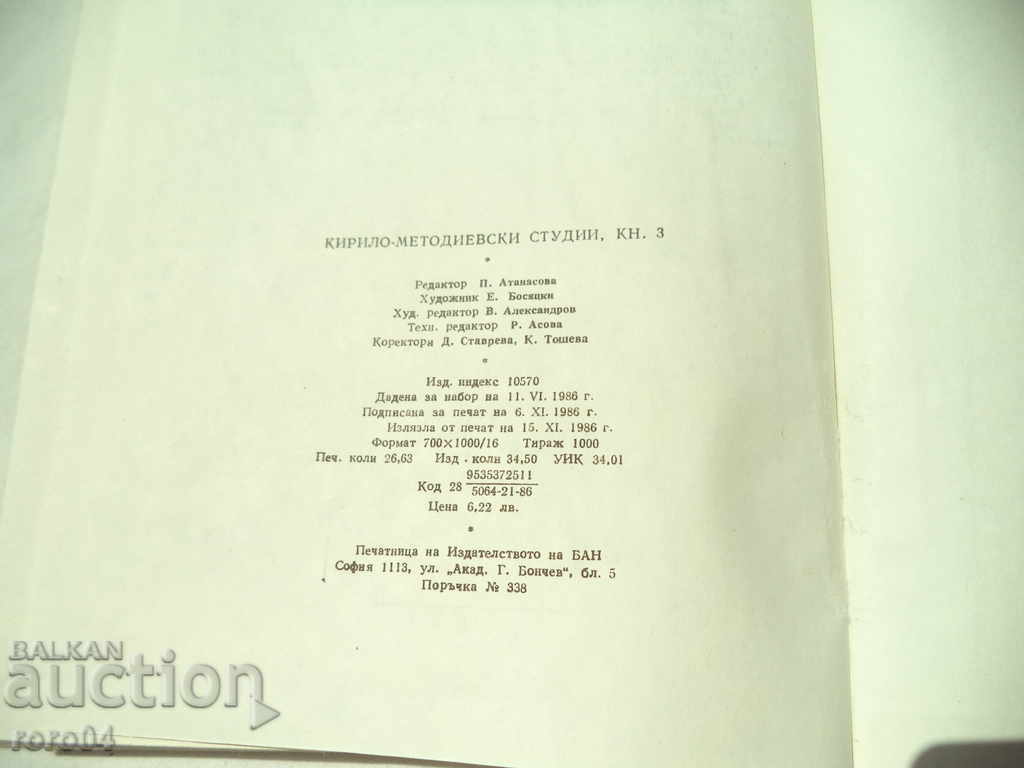 КИРИЛО-МЕТОДИЕВСКИ СТУДИИ, КН. 3
*
Редактор П. Атанасова
Художник Е. Босяцки
Худ. редактор В. Александров
Техн. редактор Р. Асова
Коректори Д. Ставрева, К. Тошева
*
Изд. индекс 10570
Дадена за набор на 11. VI. 1986 г.
Подписана за печат на 6. XI. 1986 г.
Излязла от печат на 15. XI. 1986 г.
Формат 700×1000/16 Тираж 1000
Печ. коли 26,63 Изд. коли 34,50 УИК 34,01
9535372511
Код 28
5064-21-86
Цена 6,22 лв.
*
Печатница на Издателството на БАН
София 1113, ул. „Акад. Г. Бончев“, бл. 5
Поръчка № 338
BALKAN
auction
roro04